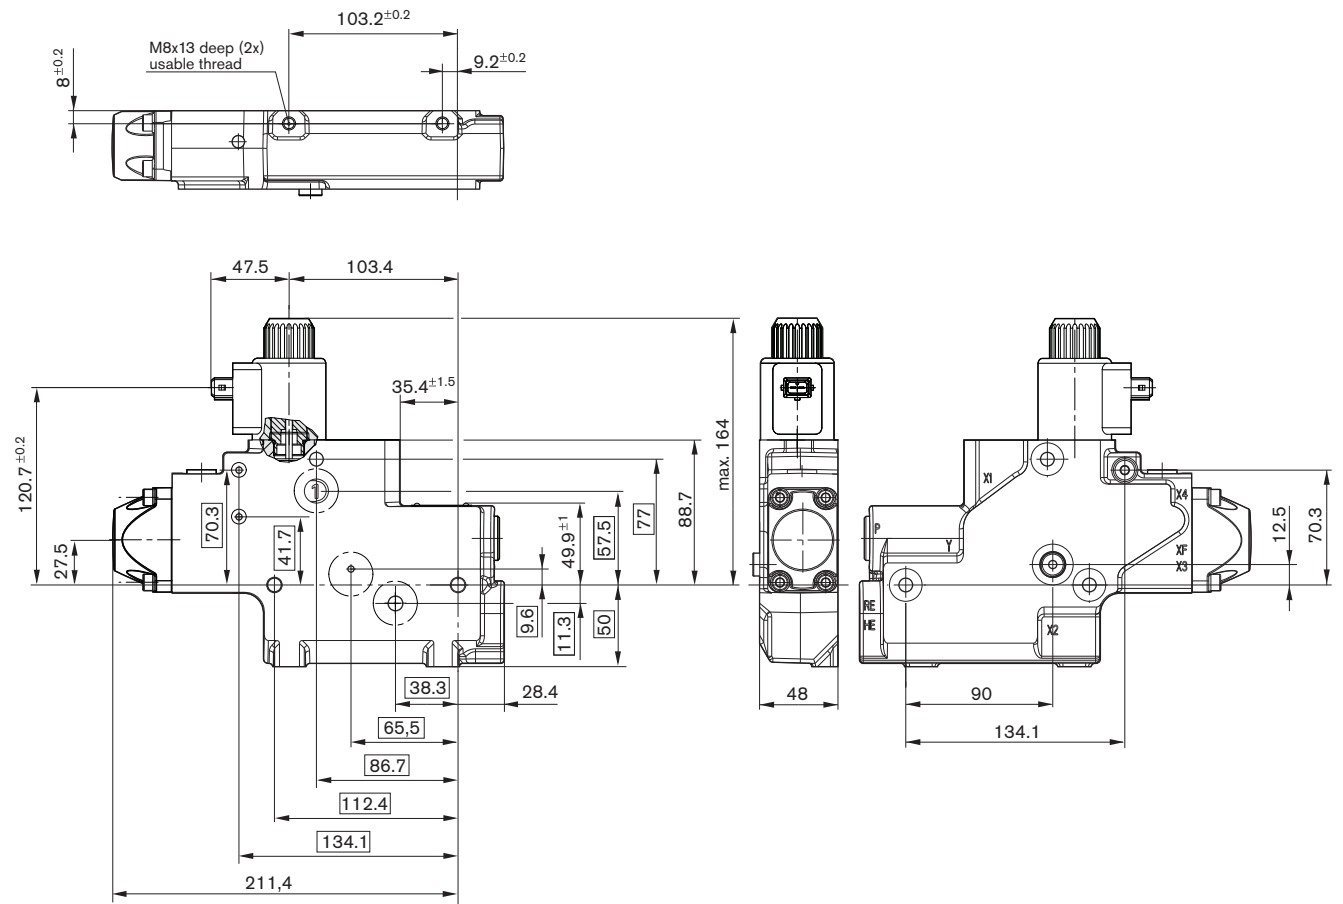 103.2±0.2
M8x13 deep (2x)
usable thread
9.2±0.2
8±0.2
47.5
103.4
35.4±1.5
120.7±0.2
27.5
70.3
41.7
1
49.9±1
57.5
77
88.7
max. 164
9.6
11.3
50
38.3
28.4
65,5
86.7
112.4
134.1
211,4
48
X1
X4
P
Y
XF
X3
RE
HE
X2
12.5
70.3
90
134.1